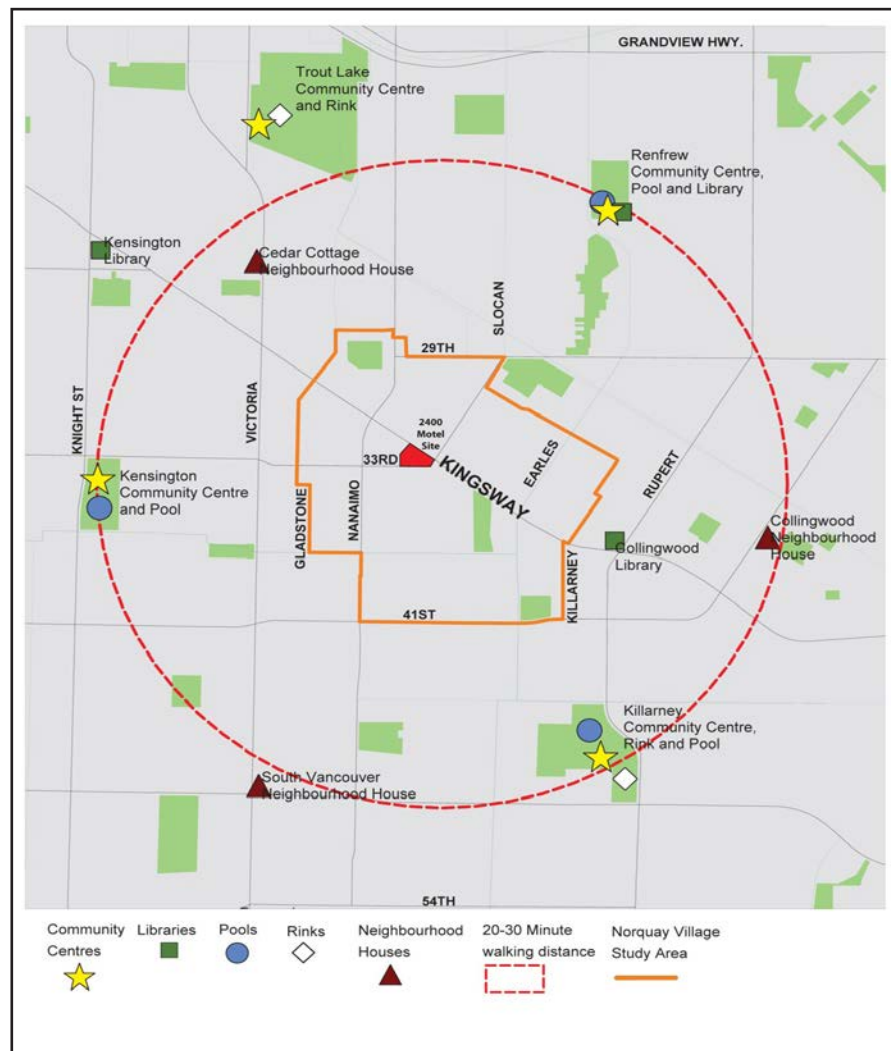 GRANDVIEW HWY.
Trout Lake
Community Centre
and Rink
Renfrew
Community Centre,
Pool and Library
Kensington
Library
Cedar Cottage
Neighbourhood House
SLOCAN
29TH
KNIGHT ST
VICTORIA
2400
Motel
Site
33RD
KINGSWAY
EARLES
RUPERT
Kensington
Community Centre
and Pool
GLADSTONE
NANAIMO
Collingwood
Neighbourhood
House
Collingwood
Library
KILLARNEY
41ST
Killarney
Community Centre,
Rink and Pool
South Vancouver
Neighbourhood House
54TH
Community
Centres
Libraries
Pools
Rinks
Neighbourhood
Houses
20-30 Minute
walking distance
Norquay Village
Study Area